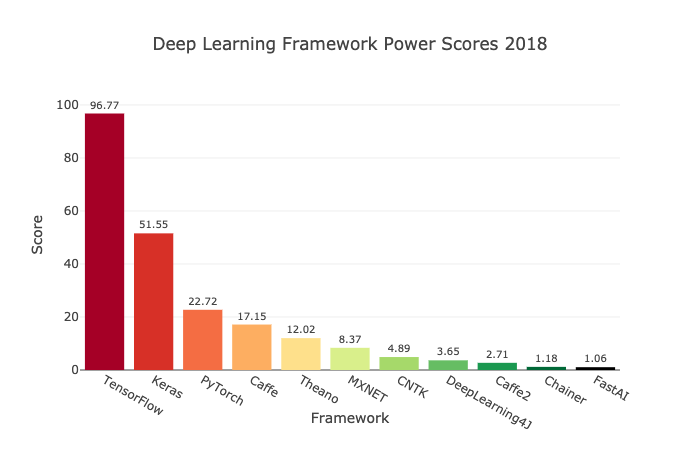 Deep Learning Framework Power Scores 2018
Score
100
80
60
40
20
0
96.77
51.55
22.72
17.15
12.02
8.37
4.89
3.65
2.71
1.18
1.06
TensorFlow
Keras
PyTorch
Caffe
Theano
MXNET
CNTK
DeepLearning4J
Caffe2
Chainer
FastAI
Framework